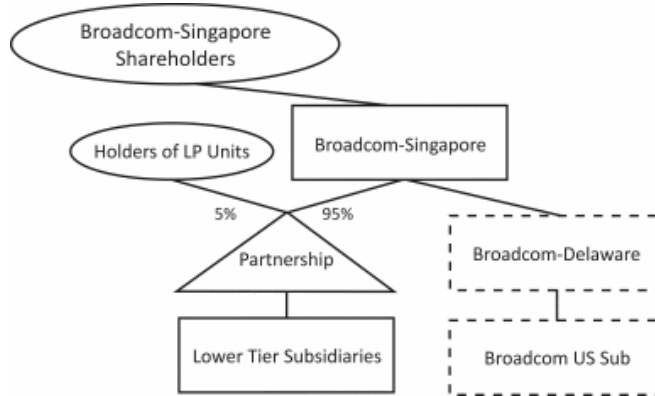 Broadcom-Singapore
Shareholders
Holders of LP Units
Broadcom-Singapore
5%
95%
Partnership
Broadcom-Delaware
Lower Tier Subsidiaries
Broadcom US Sub